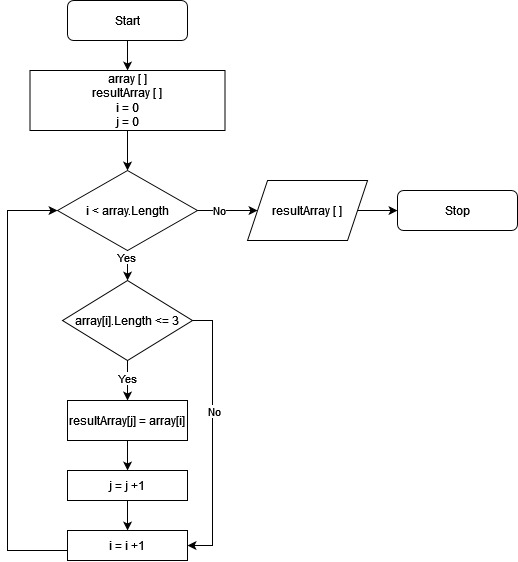 Start
array [ ]
resultArray [ ]
i = 0
j = 0
i < array.Length
No
resultArray [ ]
Stop
Yes
array[i].Length <= 3
Yes
No
resultArray[j] = array[i]
j = j +1
i = i +1